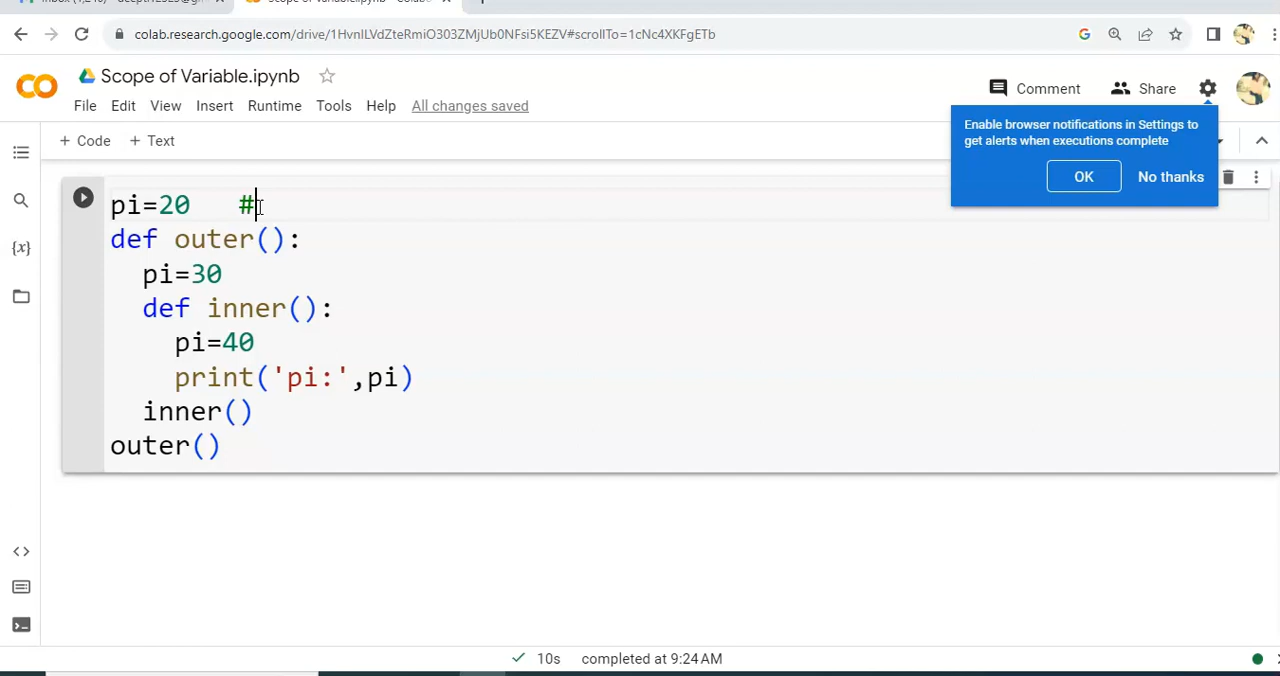 colab.research.google.com/drive/1HvnILVdZteRmiO303ZMjUb0NFsi5KEZV#scrollTo=1cNc4XKFgETb
Scope of Variable.ipynb
Comment
Share
File Edit View Insert Runtime Tools Help All changes saved
Enable browser notifications in Settings to
get alerts when executions complete
OK
No thanks
+ Code + Text
pi=20 #
def outer():
pi=30
def inner():
pi=40
print('pi:',pi)
inner()
outer()
10s completed at 9:24 AM